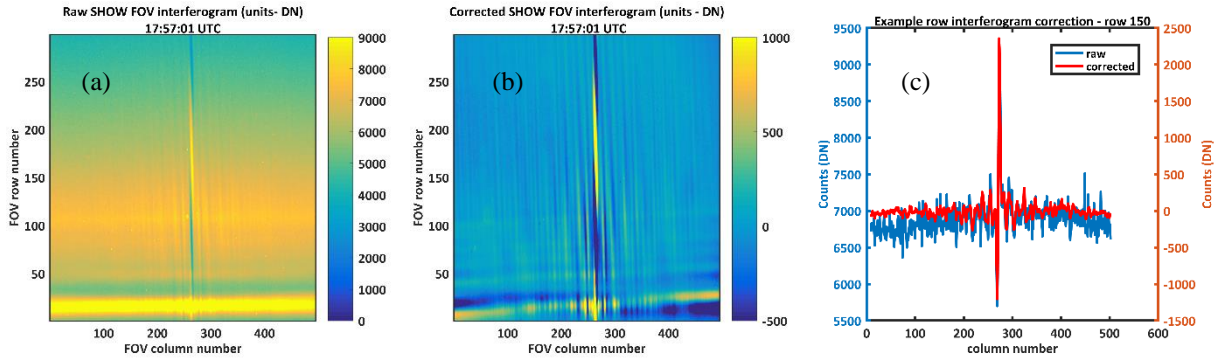 Raw SHOW FOV interferogram (units- DN)
17:57:01 UTC
(a)
FOV row number
250
200
150
100
50
100 200 300 400
FOV column number
9000
8000
7000
6000
5000
4000
3000
2000
1000
0
Corrected SHOW FOV interferogram (units - DN)
17:57:01 UTC
(b)
FOV row number
250
200
150
100
50
100 200 300 400
FOV column number
1000
500
0
-500
Example row interferogram correction - row 150
(c)
raw
corrected
Counts (DN)
9500
9000
8500
8000
7500
7000
6500
6000
5500
0 100 200 300 400 500 600
column number
2500
2000
1500
1000
500
0
-500
-1000
-1500
Counts (DN)